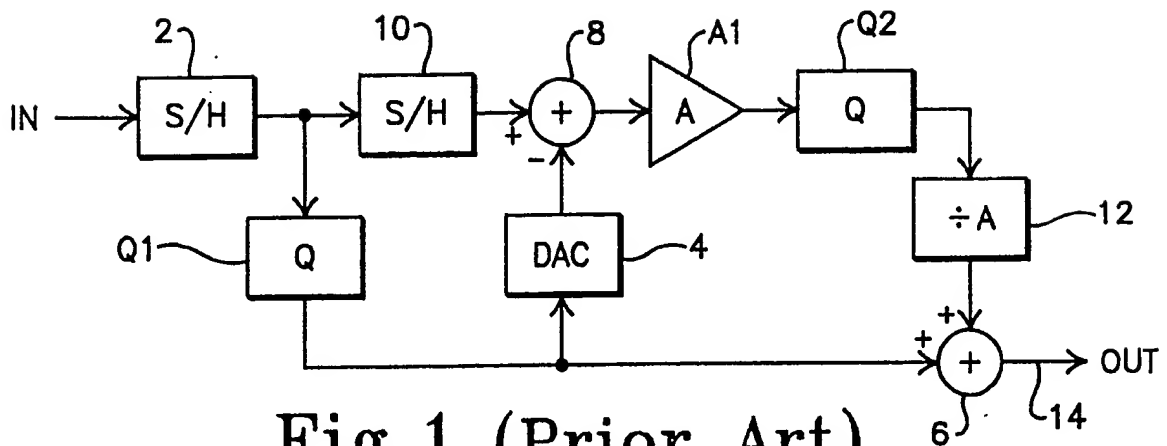 2
10
8
A1
Q2
IN
S/H
S/H
+
+
-
A
Q
÷A
12
Q1
Q
DAC
4
+
+
+
OUT
6
14
Fig.1 (Prior Art)